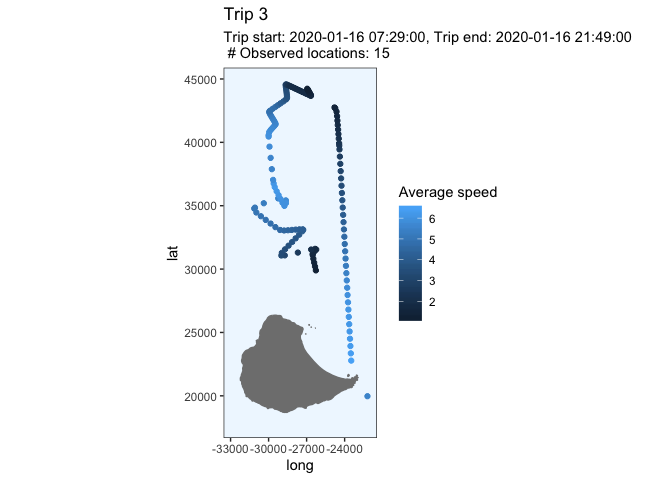 Trip 3
Trip start: 2020-01-16 07:29:00, Trip end: 2020-01-16 21:49:00
# Observed locations: 15
45000
40000
35000
30000
25000
20000
lat
-33000 -30000 -27000 -24000
long
Average speed
6
5
4
3
2